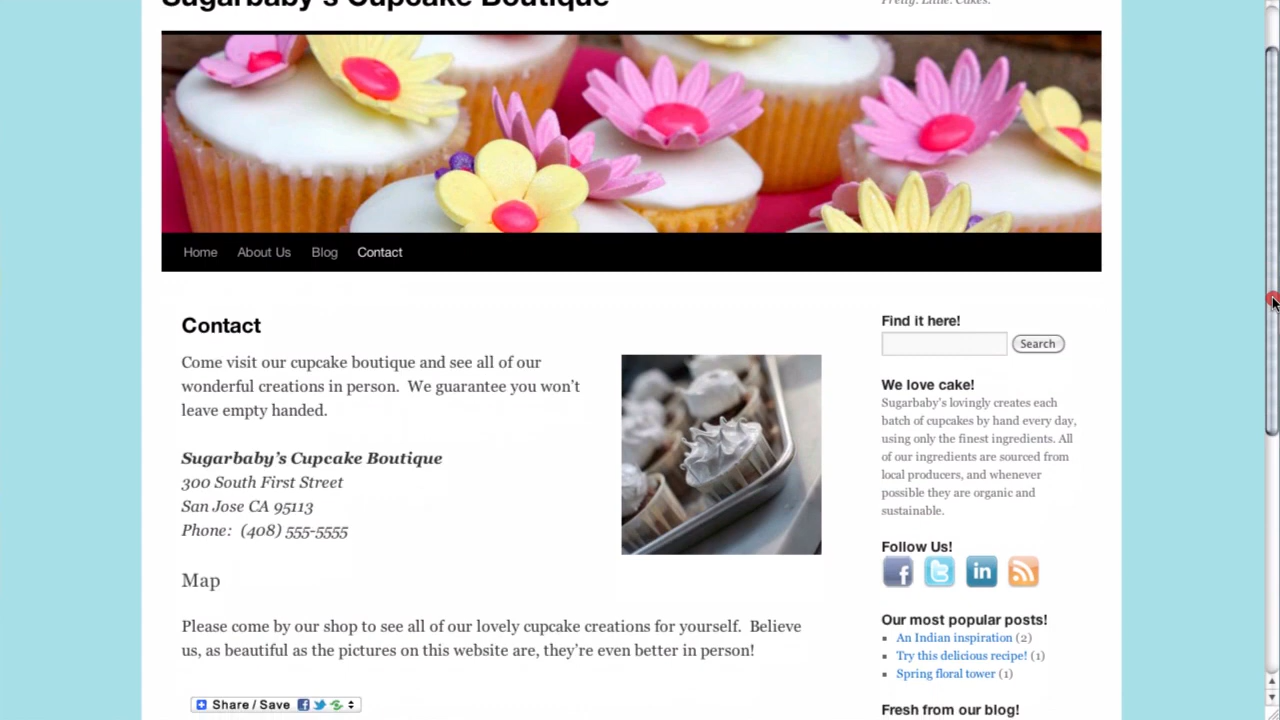 Sugarbaby's Cupcake Boutique
Pretty. Little. Cakes.
Home About Us Blog Contact
Contact
Come visit our cupcake boutique and see all of our
wonderful creations in person. We guarantee you won't
leave empty handed.
Sugarbaby's Cupcake Boutique
300 South First Street
San Jose CA 95113
Phone: (408) 555-5555
Map
Please come by our shop to see all of our lovely cupcake creations for yourself. Believe
us, as beautiful as the pictures on this website are, they're even better in person!
Share / Save
Find it here!
Search
We love cake!
Sugarbaby's lovingly creates each
batch of cupcakes by hand every day,
using only the finest ingredients. All
of our ingredients are sourced from
local producers, and whenever
possible they are organic and
sustainable.
Follow Us!
f t in
Our most popular posts!
An Indian inspiration (2)
Try this delicious recipe! (1)
Spring floral tower (1)
Fresh from our blog!